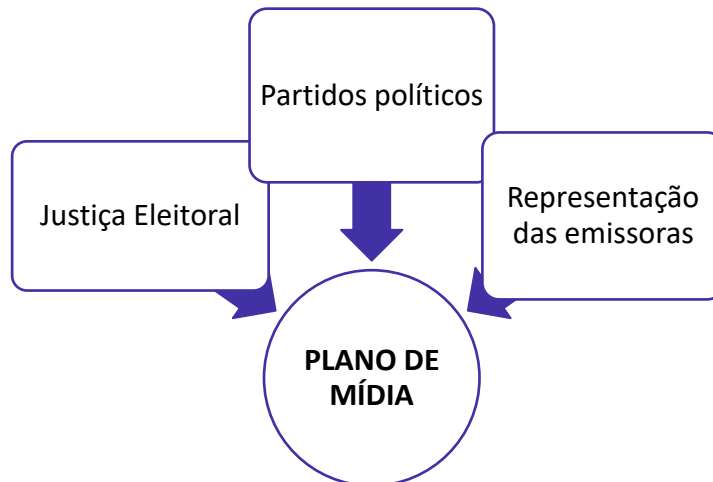 Partidos políticos
Justiça Eleitoral
Representação
das emissoras
PLANO DE
MÍDIA